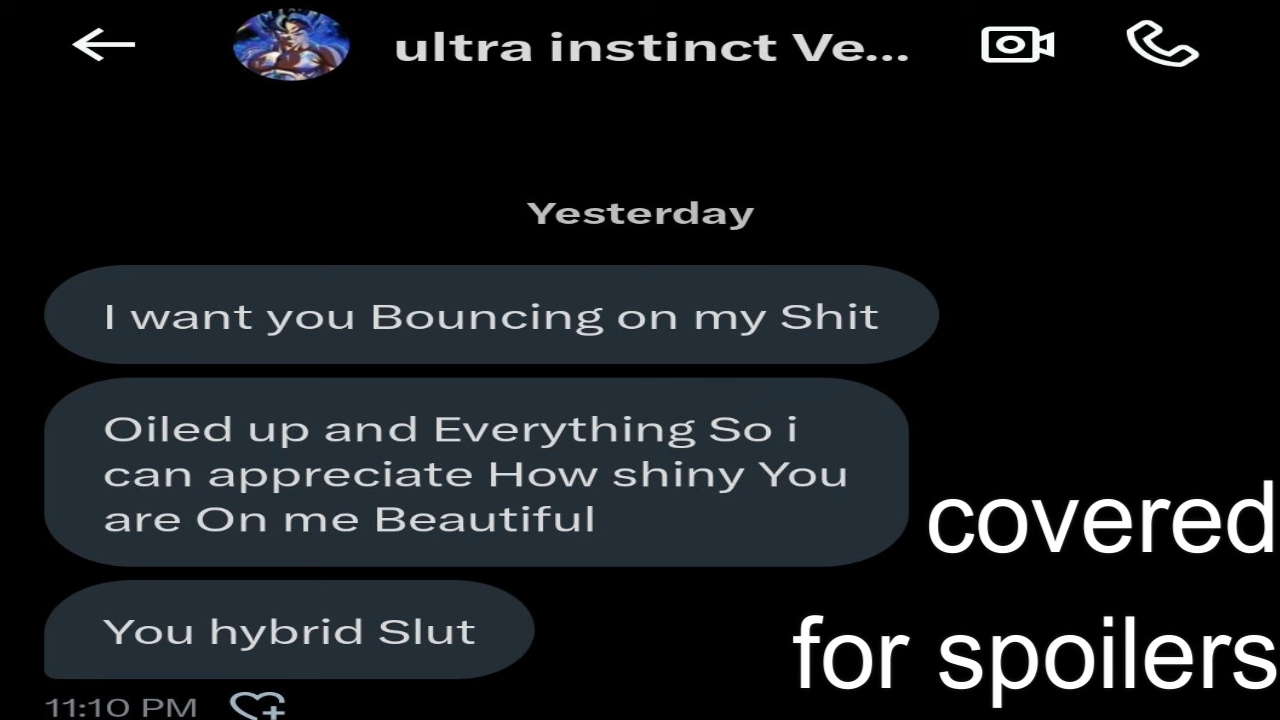 ultra instinct Ve...
Yesterday
I want you Bouncing on my Shit
Oiled up and Everything So i
can appreciate How shiny You
are On me Beautiful
You hybrid Slut
covered
for spoilers
11:10 PM